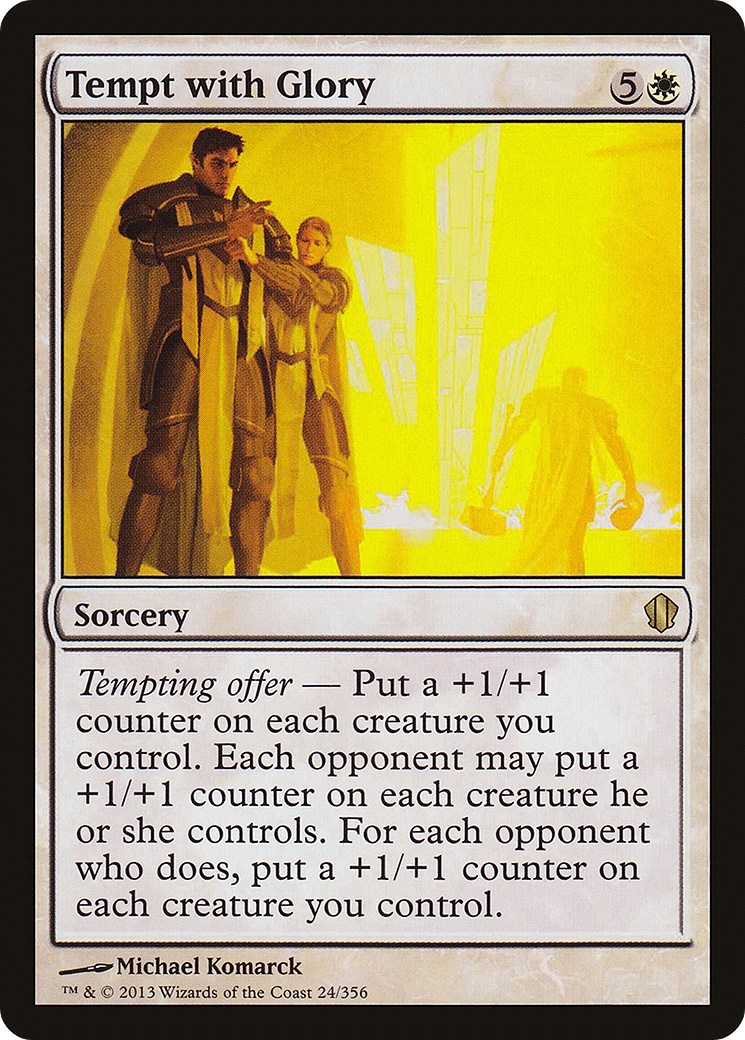 Tempt with Glory 5
Sorcery
Tempting offer — Put a +1/+1
counter on each creature you
control. Each opponent may put a
+1/+1 counter on each creature he
or she controls. For each opponent
who does, put a +1/+1 counter on
each creature you control.
Michael Komarck
™ & © 2013 Wizards of the Coast 24/356